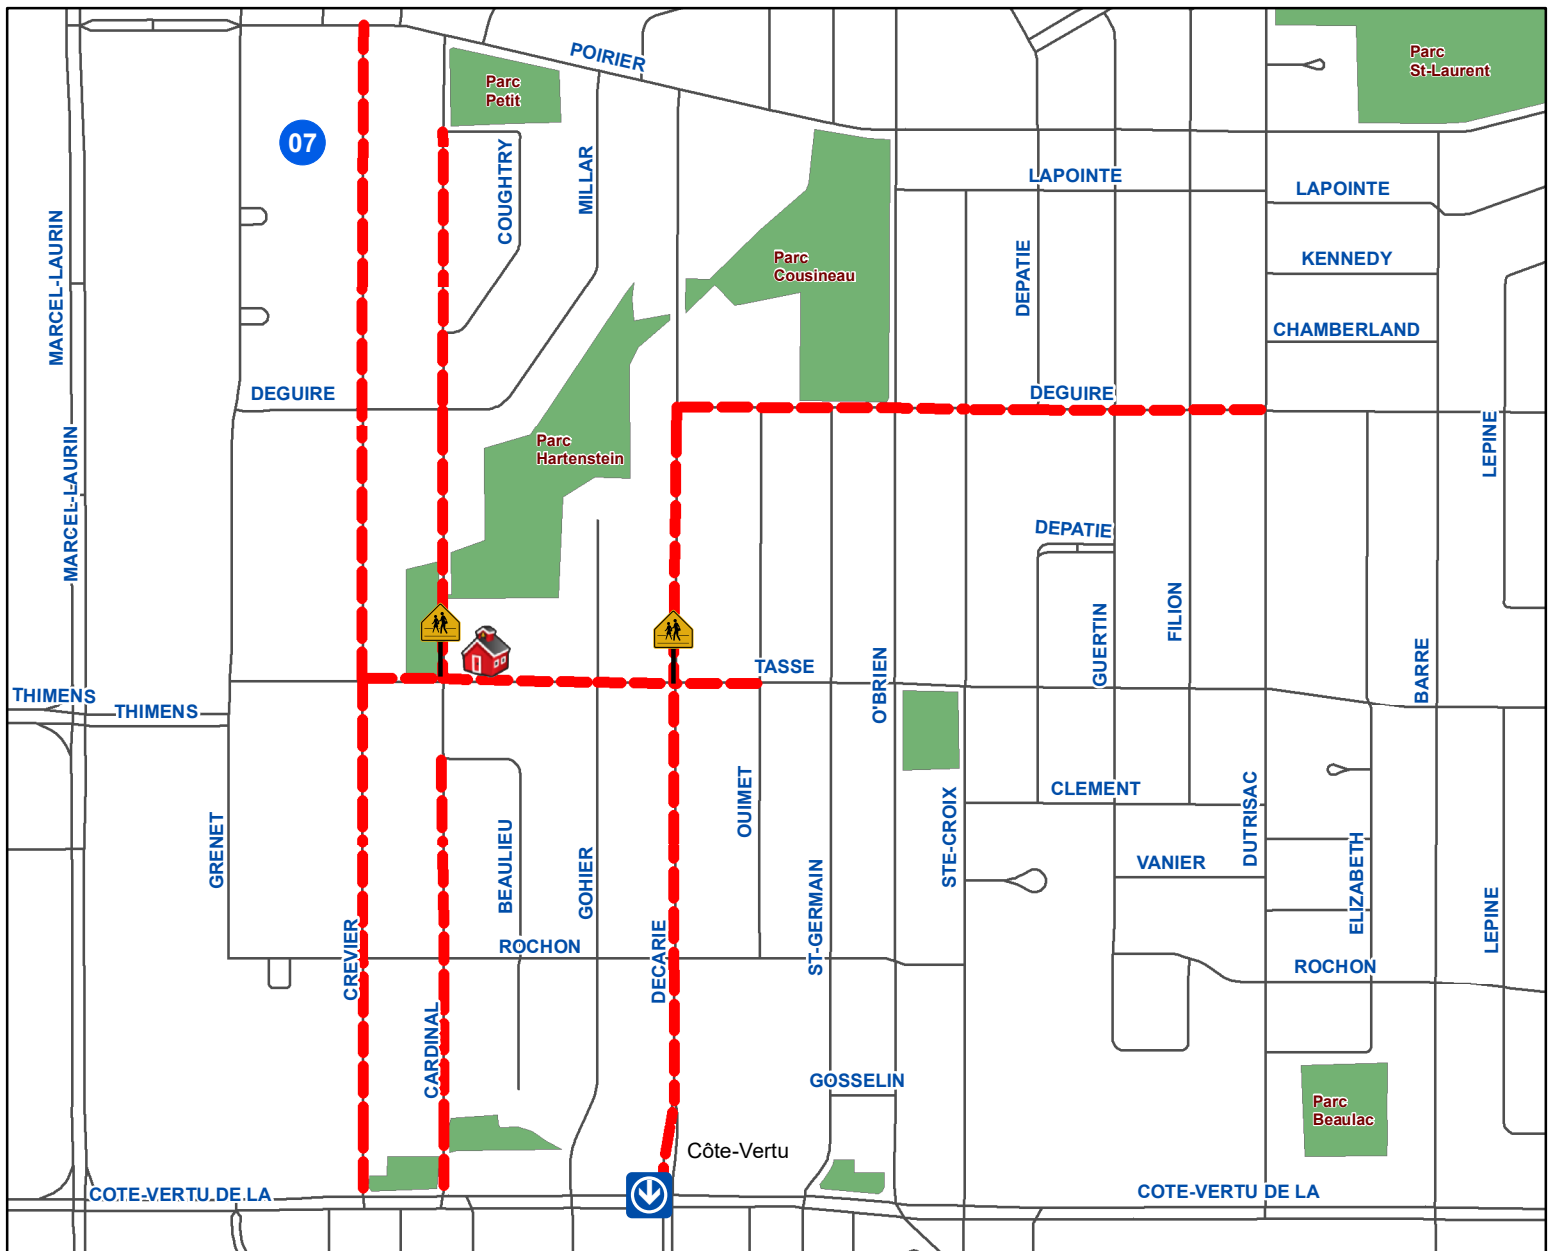 POIRIER
Parc
Petit
Parc
St-Laurent
07
COUGHTRY
MILLAR
LAPOINTE
LAPOINTE
MARCEL-LAURIN
DEPATIE
KENNEDY
Parc
Cousineau
CHAMBERLAND
DEGUIRE
DEGUIRE
LEPINE
Parc
Hartenstein
MARCEL-LAURIN
DEPATIE
GUERTIN
FILION
TASSE
O'BRIEN
BARRE
THIMENS
THIMENS
OUIMET
CLEMENT
STE-CROIX
DUTRISAC
GRENET
BEAULIEU
GOHIER
VANIER
ELIZABETH
ST-GERMAIN
LEPINE
CREVIER
ROCHON
DECARIE
ROCHON
CARDINAL
GOSSELIN
Parc
Beaulac
Côte-Vertu
COTE-VERTU DE LA
COTE-VERTU DE LA